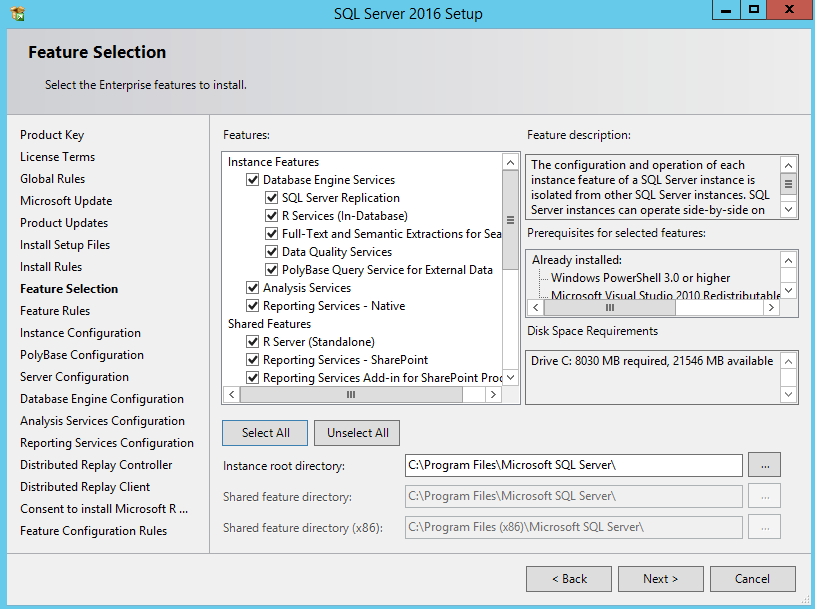 SQL Server 2016 Setup
Feature Selection
Select the Enterprise features to install.
Product Key
License Terms
Global Rules
Microsoft Update
Product Updates
Install Setup Files
Install Rules
Feature Selection
Feature Rules
Instance Configuration
PolyBase Configuration
Server Configuration
Database Engine Configuration
Analysis Services Configuration
Reporting Services Configuration
Distributed Replay Controller
Distributed Replay Client
Consent to install Microsoft R ...
Feature Configuration Rules
Features:
Instance Features
Database Engine Services
SQL Server Replication
R Services (In-Database)
Full-Text and Semantic Extractions for Sea
Data Quality Services
PolyBase Query Service for External Data
Analysis Services
Reporting Services - Native
Shared Features
R Server (Standalone)
Reporting Services - SharePoint
Reporting Services Add-in for SharePoint Proc
Feature description:
The configuration and operation of each
instance feature of a SQL Server instance is
isolated from other SQL Server instances. SQL
Server instances can operate side-by-side on
Prerequisites for selected features:
Already installed:
Windows PowerShell 3.0 or higher
Microsoft Visual Studio 2010 Redistributable
Disk Space Requirements
Drive C: 8030 MB required, 21546 MB available
Select All
Unselect All
Instance root directory:
C:\Program Files\Microsoft SQL Server\
...
Shared feature directory:
C:\Program Files\Microsoft SQL Server\
...
Shared feature directory (x86):
C:\Program Files (x86)\Microsoft SQL Server\
...
< Back
Next >
Cancel